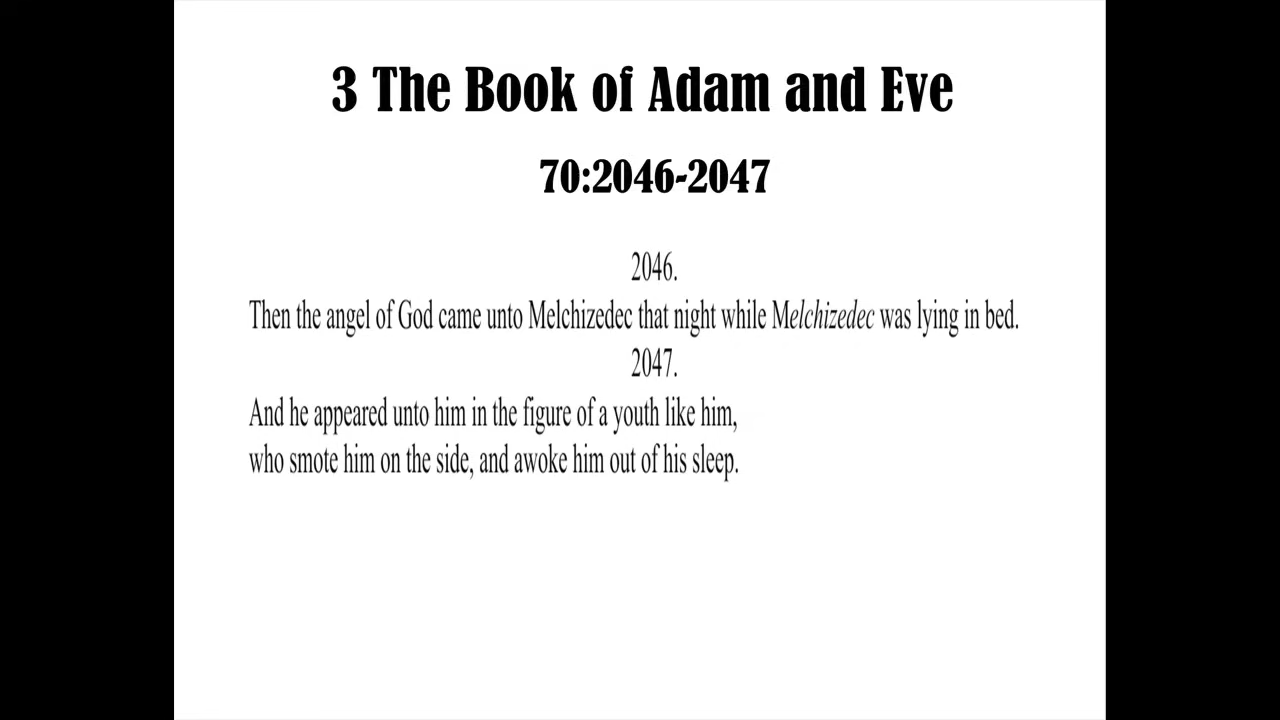 3 The Book of Adam and Eve
70:2046-2047
2046.
Then the angel of God came unto Melchizedec that night while Melchizedec was lying in bed.
2047.
And he appeared unto him in the figure of a youth like him,
who smote him on the side, and awoke him out of his sleep.